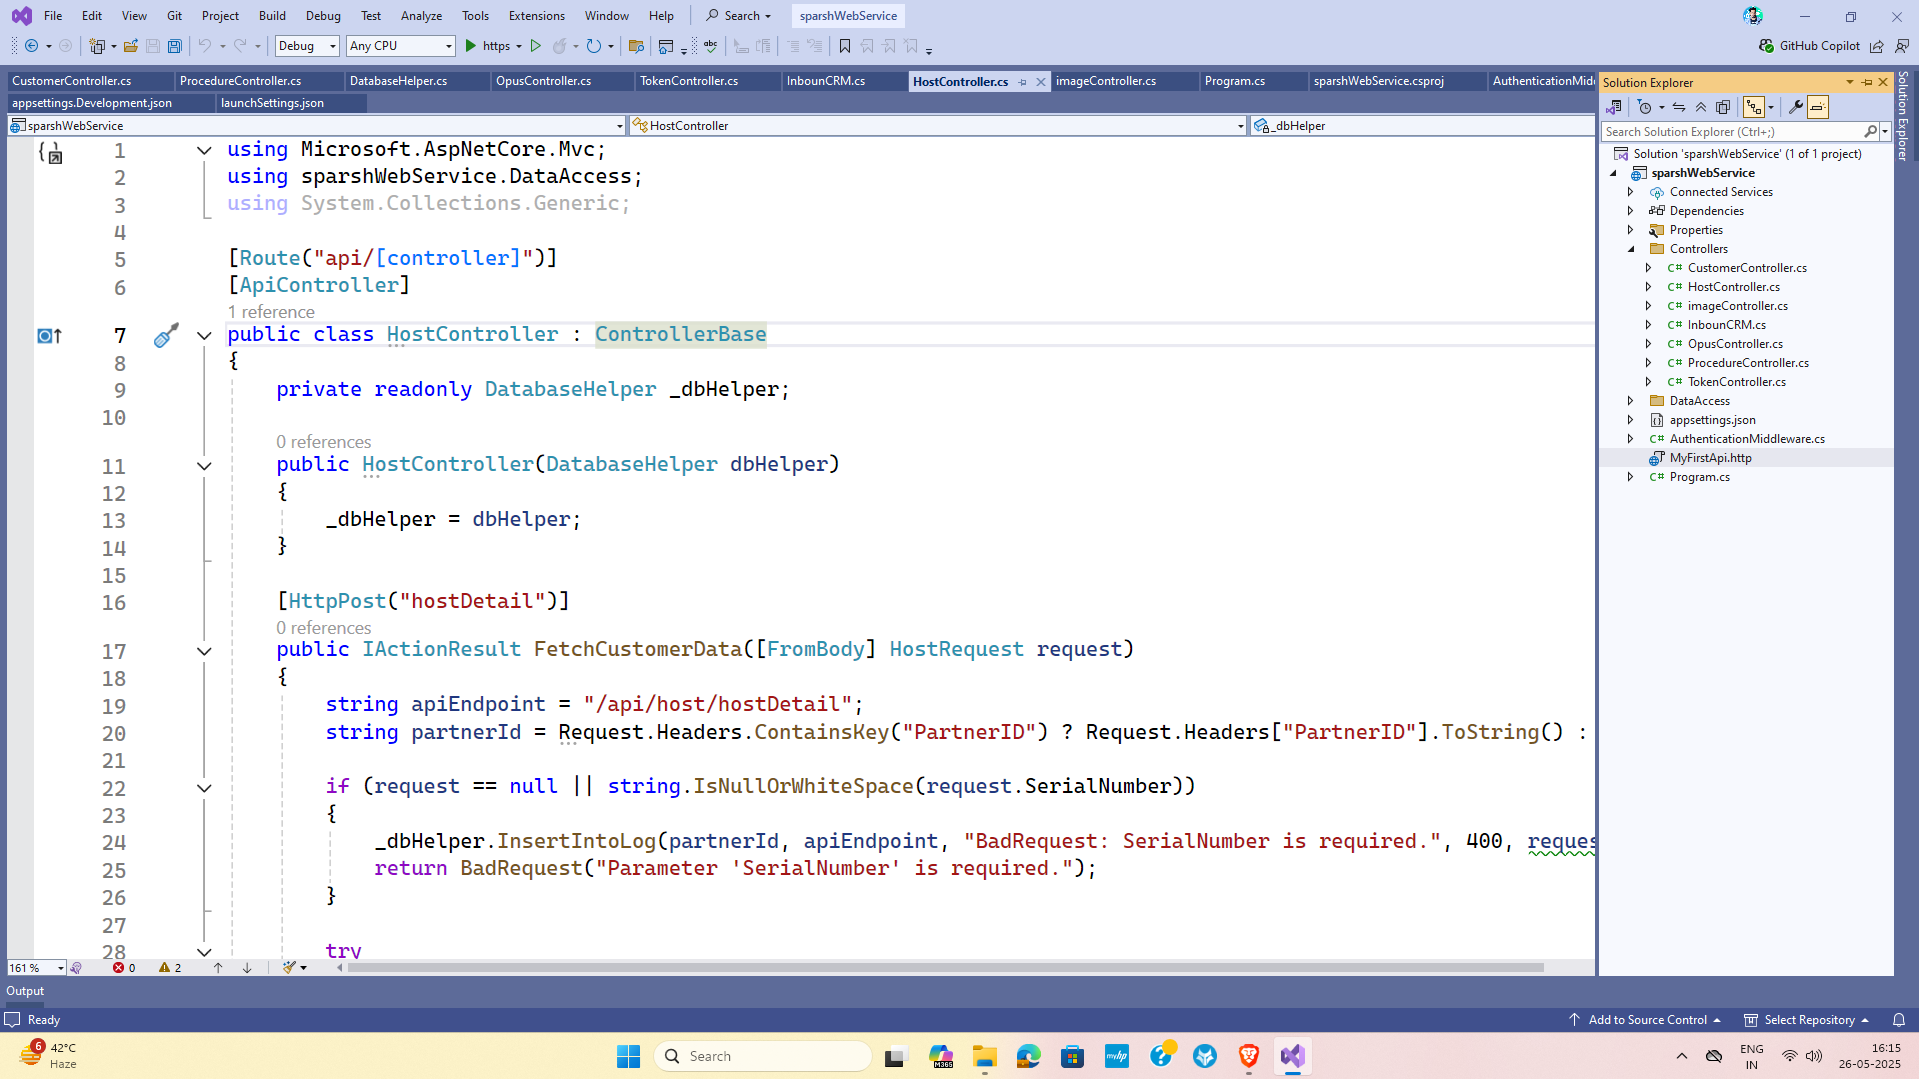 File Edit View Git Project Build Debug Test Analyze Tools Extensions Window Help Search sparshWebService
Debug Any CPU https GitHub Copilot
CustomerController.cs ProcedureController.cs DatabaseHelper.cs OpusController.cs TokenController.cs InbounCRM.cs HostController.cs imageController.cs Program.cs sparshWebService.csproj
appsettings.Development.json launchSettings.json
sparshWebService HostController _dbHelper
1 using Microsoft.AspNetCore.Mvc;
2 using sparshWebService.DataAccess;
3 using System.Collections.Generic;
4
5 [Route("api/[controller]")]
6 [ApiController]
1 reference
7 public class HostController : ControllerBase
8 {
9 private readonly DatabaseHelper _dbHelper;
10
0 references
11 public HostController(DatabaseHelper dbHelper)
12 {
13 _dbHelper = dbHelper;
14 }
15
16 [HttpPost("hostDetail")]
0 references
17 public IActionResult FetchCustomerData([FromBody] HostRequest request)
18 {
19 string apiEndpoint = "/api/host/hostDetail";
20 string partnerId = Request.Headers.ContainsKey("PartnerID") ? Request.Headers["PartnerID"].ToString() :
21
22 if (request == null || string.IsNullOrWhiteSpace(request.SerialNumber))
23 {
24 _dbHelper.InsertIntoLog(partnerId, apiEndpoint, "BadRequest: SerialNumber is required.", 400, reques
25 return BadRequest("Parameter 'SerialNumber' is required.");
26 }
27
28 try
161 % 0 2
Output
Ready Add to Source Control Select Repository
Solution Explorer
Search Solution Explorer (Ctrl+;)
Solution 'sparshWebService' (1 of 1 project)
sparshWebService
Connected Services
Dependencies
Properties
Controllers
C# CustomerController.cs
C# HostController.cs
C# imageController.cs
C# InbounCRM.cs
C# OpusController.cs
C# ProcedureController.cs
C# TokenController.cs
DataAccess
appsettings.json
C# AuthenticationMiddleware.cs
MyFirstApi.http
C# Program.cs
Solution Explorer
6 42°C
Haze
Search
M365
myhp
ENG
IN
16:15
26-05-2025